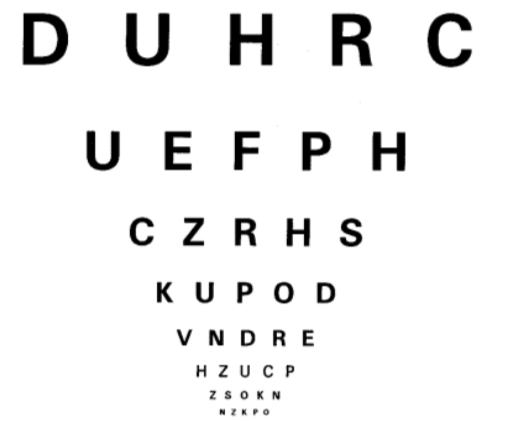 D U H R C
U E F P H
C Z R H S
K U P O D
V N D R E
H Z U C P
Z S O K N
N Z K P O